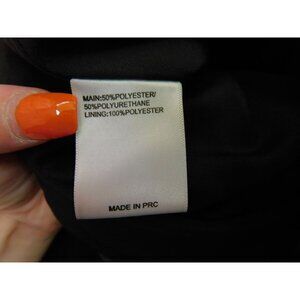 MAIN:50%POLYESTER/
50%POLYURETHANE
LINING:100%POLYESTER
MADE IN PRC